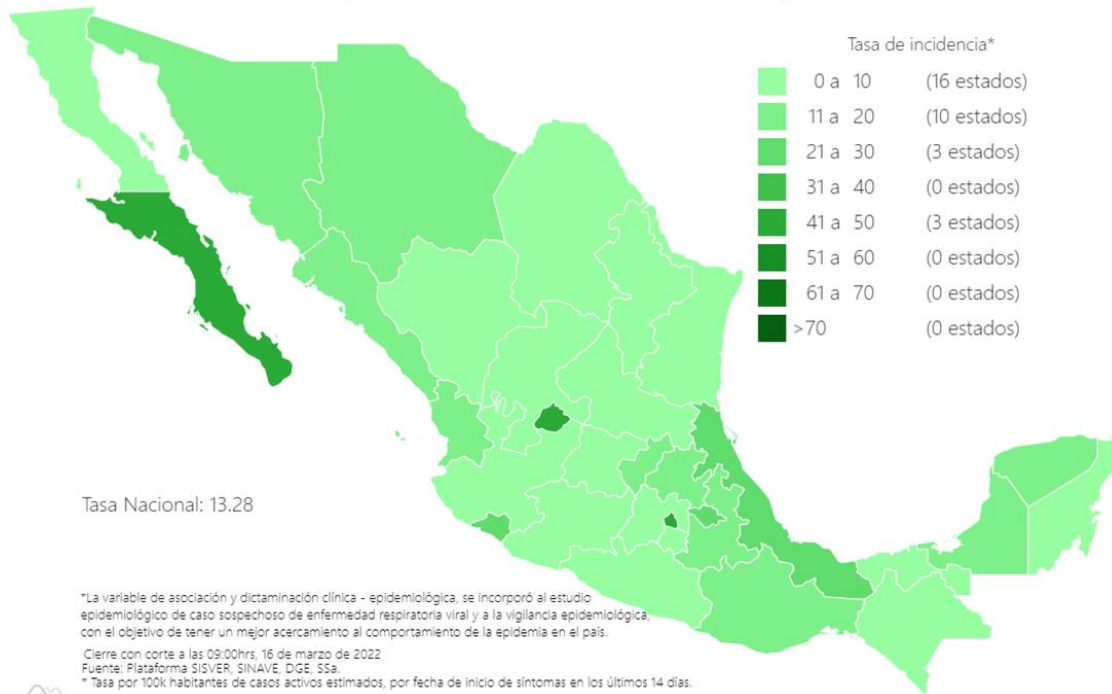 Tasa de incidencia*
0 a 10 (16 estados)
11 a 20 (10 estados)
21 a 30 (3 estados)
31 a 40 (0 estados)
41 a 50 (3 estados)
51 a 60 (0 estados)
61 a 70 (0 estados)
>70 (0 estados)
Tasa Nacional: 13.28
*La variable de asociación y dictaminación clínica - epidemiológica, se incorporó al estudio
epidemiológico de caso sospechoso de enfermedad respiratoria viral y a la vigilancia epidemiológica,
con el objetivo de tener un mejor acercamiento al comportamiento de la epidemia en el país.
Cierre con corte a las 09:00hrs, 16 de marzo de 2022
Fuente: Plataforma SISVER, SINAVE, DGE, SSa.
* Tasa por 100k habitantes de casos activos estimados, por fecha de inicio de síntomas en los últimos 14 días.